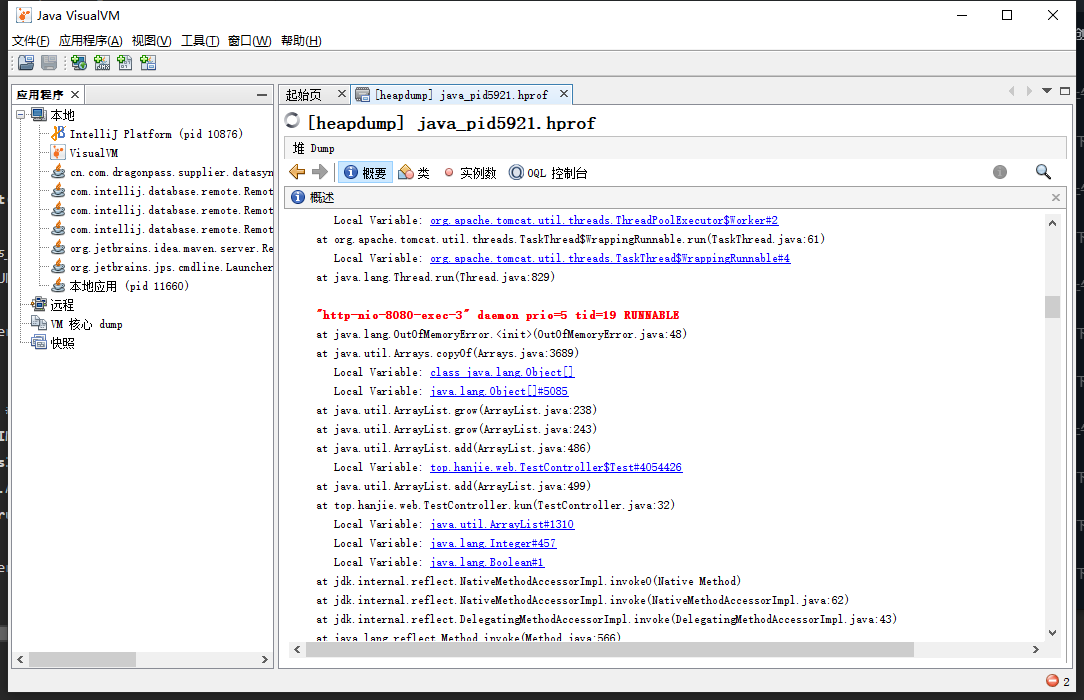 Java VisualVM
文件(F) 应用程序(A) 视图(V) 工具(T) 窗口(W) 帮助(H)
应用程序
本地
IntelliJ Platform (pid 10876)
VisualVM
cn.com.dragonpass.supplier.datasyn
com.intellij.database.remote.Remot
com.intellij.database.remote.Remot
com.intellij.database.remote.Remot
org.jetbrains.idea.maven.server.Re
org.jetbrains.jps.cmdline.Launcher
本地应用 (pid 11660)
远程
VM 核心 dump
快照
起始页
[heapdump] java_pid5921.hprof
[heapdump] java_pid5921.hprof
堆 Dump
概要 类 实例数 OQL 控制台
概述
Local Variable: org.apache.tomcat.util.threads.ThreadPoolExecutor$Worker#2
at org.apache.tomcat.util.threads.TaskThread$WrappingRunnable.run(TaskThread.java:61)
Local Variable: org.apache.tomcat.util.threads.TaskThread$WrappingRunnable#4
at java.lang.Thread.run(Thread.java:829)
"http-nio-8080-exec-3" daemon prio=5 tid=19 RUNNABLE
at java.lang.OutOfMemoryError.<init>(OutOfMemoryError.java:48)
at java.util.Arrays.copyOf(Arrays.java:3689)
Local Variable: class java.lang.Object[]
Local Variable: java.lang.Object[]#5085
at java.util.ArrayList.grow(ArrayList.java:238)
at java.util.ArrayList.grow(ArrayList.java:243)
at java.util.ArrayList.add(ArrayList.java:486)
Local Variable: top.hanjie.web.TestController$Test#4054426
at java.util.ArrayList.add(ArrayList.java:499)
at top.hanjie.web.TestController.kun(TestController.java:32)
Local Variable: java.util.ArrayList#1310
Local Variable: java.lang.Integer#457
Local Variable: java.lang.Boolean#1
at jdk.internal.reflect.NativeMethodAccessorImpl.invoke0(Native Method)
at jdk.internal.reflect.NativeMethodAccessorImpl.invoke(NativeMethodAccessorImpl.java:62)
at jdk.internal.reflect.DelegatingMethodAccessorImpl.invoke(DelegatingMethodAccessorImpl.java:43)
at java.lang.reflect.Method.invoke(Method.java:566)
2